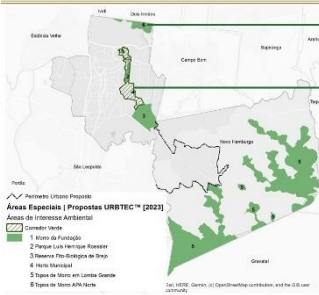 Ivoti
Dois Irmãos
Estância Velha
Campo Bom
Sapiranga
Novo Hamburgo
São Leopoldo
Portão
Gravataí
Perímetro Urbano Proposto
Áreas Especiais | Propostas URBTEC™ [2023]
Áreas de Interesse Ambiental
Corredor Verde
1 Morro da Fundação
2 Parque Luis Henrique Roessler
3 Reserva Fito-Biológica de Brejo
4 Horto Municipal
5 Topos de Morro em Lomba Grande
6 Topos de Morro APA Norte
Esri, HERE, Garmin, (c) OpenStreetMap contributors, and the GIS user
community